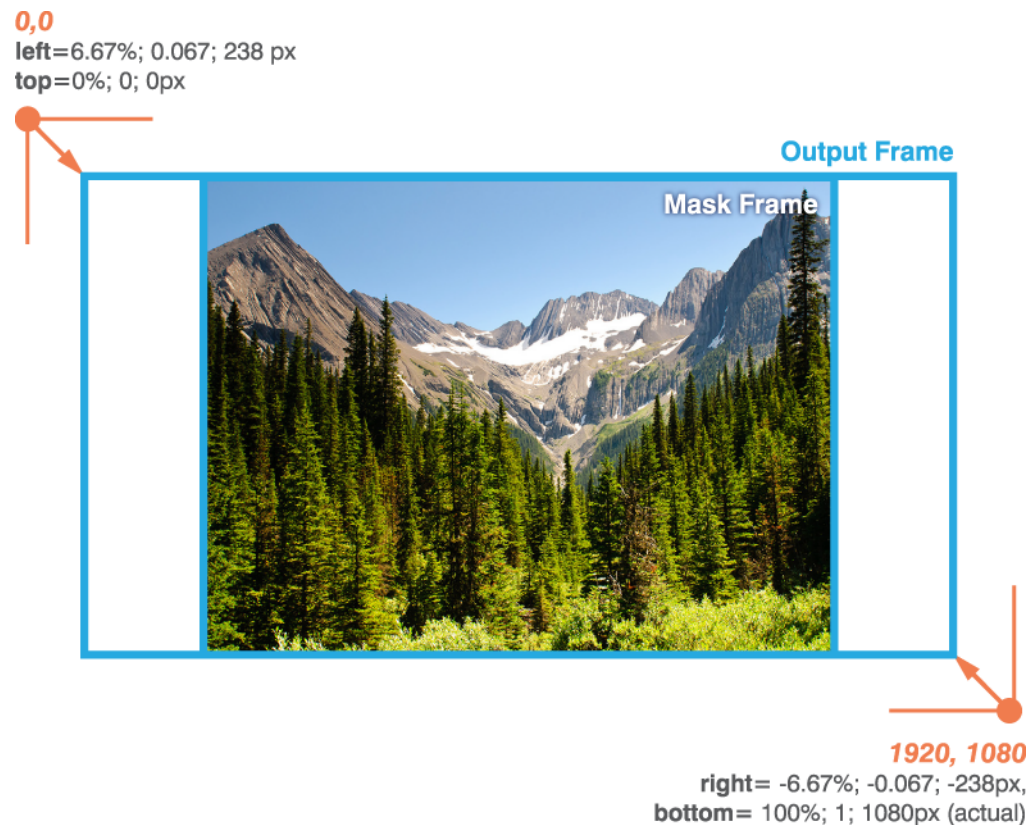 0,0
left=6.67%; 0.067; 238 px
top=0%; 0; 0px
Output Frame
Mask Frame
1920, 1080
right= -6.67%; -0.067; -238px,
bottom= 100%; 1; 1080px (actual)